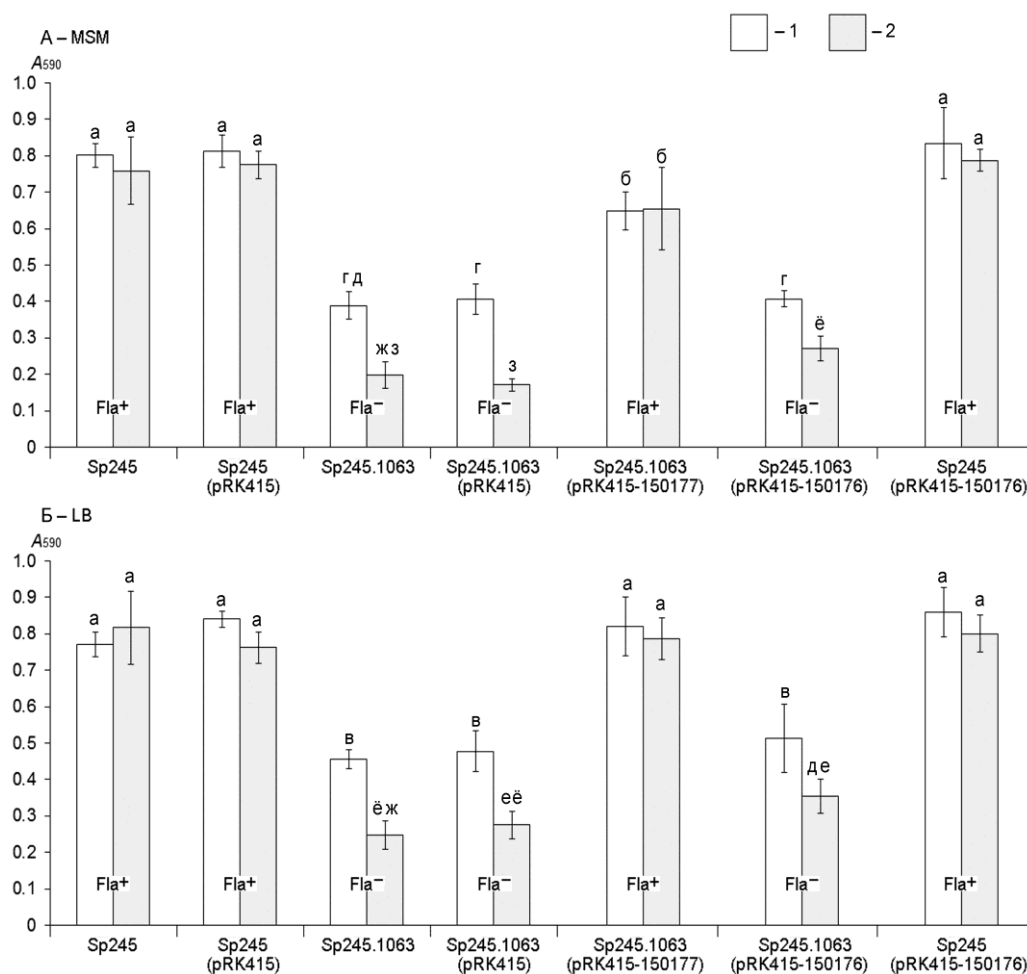 А – MSM
– 1
– 2
A590
1.0
0.9
0.8
0.7
0.6
0.5
0.4
0.3
0.2
0.1
0
а а
а а
г д
ж з
г
з
б б
г
ё
а а
Fla+
Fla+
Fla–
Fla–
Fla+
Fla–
Fla+
Sp245
Sp245
(pRK415)
Sp245.1063
Sp245.1063
(pRK415)
Sp245.1063
(pRK415-150177)
Sp245.1063
(pRK415-150176)
Sp245
(pRK415-150176)
Б – LB
A590
1.0
0.9
0.8
0.7
0.6
0.5
0.4
0.3
0.2
0.1
0
а а
а а
в
ё ж
в
е ё
а а
в
д е
а а
Fla+
Fla+
Fla–
Fla–
Fla+
Fla–
Fla+
Sp245
Sp245
(pRK415)
Sp245.1063
Sp245.1063
(pRK415)
Sp245.1063
(pRK415-150177)
Sp245.1063
(pRK415-150176)
Sp245
(pRK415-150176)